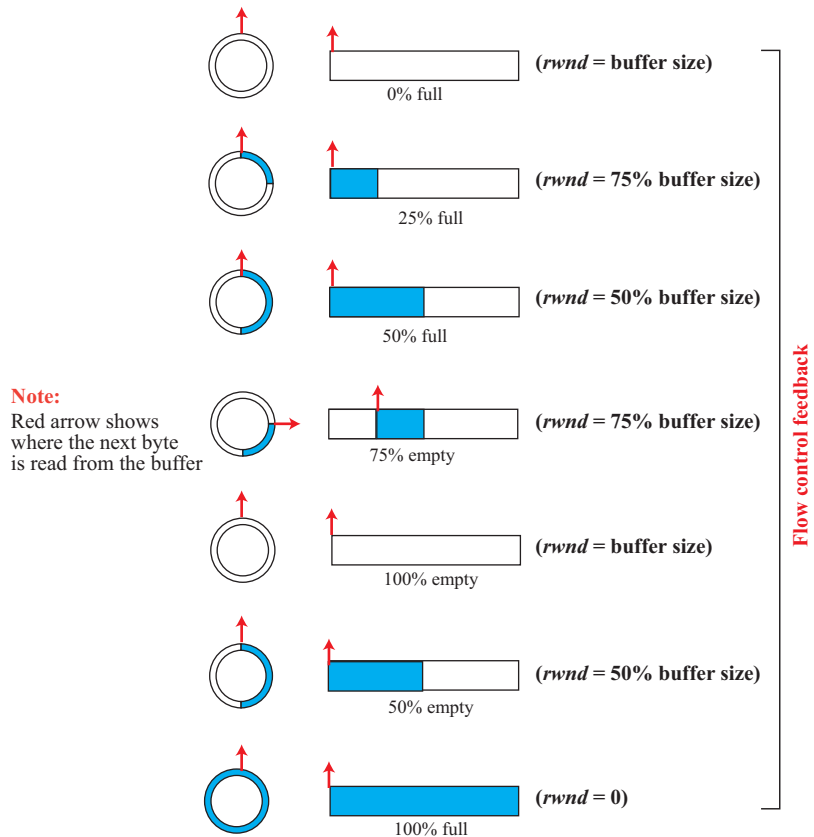 (rwnd = buffer size)
0% full
(rwnd = 75% buffer size)
25% full
(rwnd = 50% buffer size)
50% full
Note:
Red arrow shows
where the next byte
is read from the buffer
(rwnd = 75% buffer size)
75% empty
(rwnd = buffer size)
100% empty
(rwnd = 50% buffer size)
50% empty
(rwnd = 0)
100% full
Flow control feedback